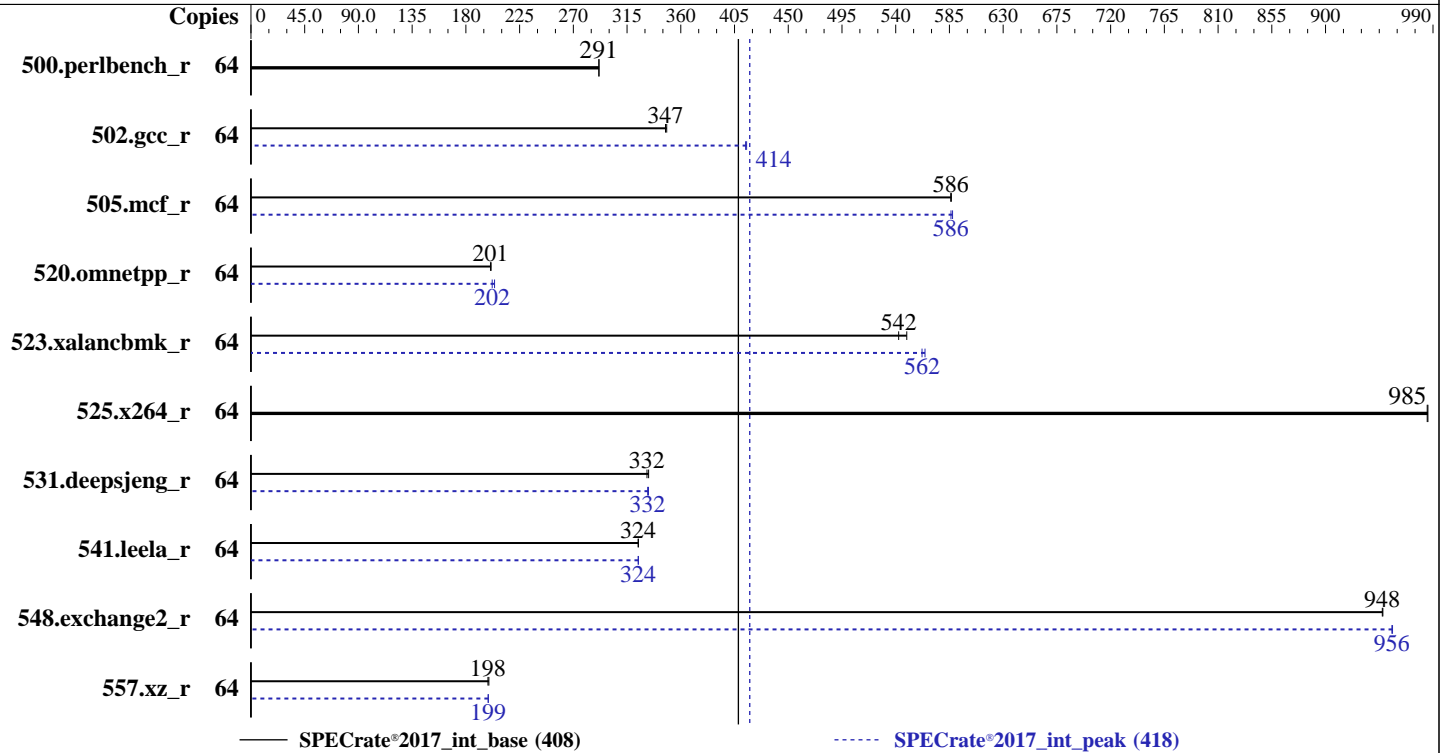 Copies 0 45.0 90.0 135 180 225 270 315 360 405 450 495 540 585 630 675 720 765 810 855 900 990
291
500.perlbench_r 64
347
502.gcc_r 64
414
586
505.mcf_r 64
586
201
520.omnetpp_r 64
202
542
523.xalancbmk_r 64
562
985
525.x264_r 64
332
531.deepsjeng_r 64
332
324
541.leela_r 64
324
948
548.exchange2_r 64
956
198
557.xz_r 64
199
SPECrate®2017_int_base (408) SPECrate®2017_int_peak (418)